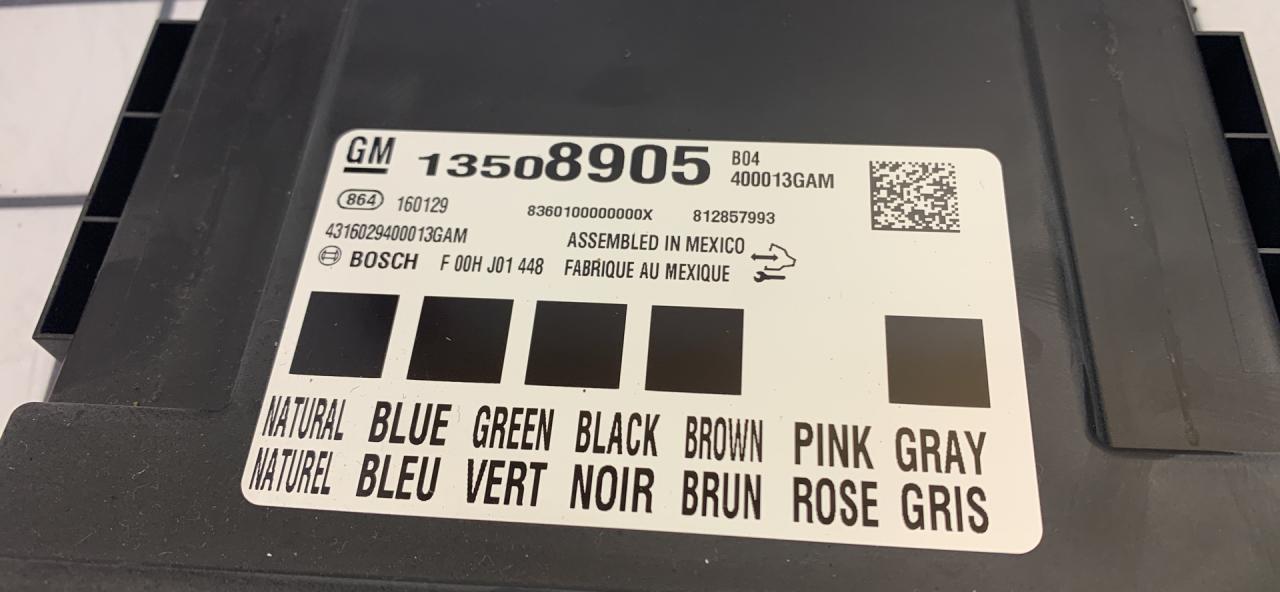 GM 13508905 B04
400013GAM
864 160129 8360100000000X 812857993
4316029400013GAM ASSEMBLED IN MEXICO
BOSCH F 00H J01 448 FABRIQUE AU MEXIQUE
NATURAL BLUE GREEN BLACK BROWN PINK GRAY
NATUREL BLEU VERT NOIR BRUN ROSE GRIS